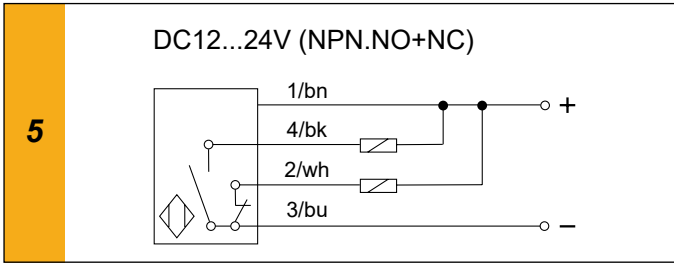 DC12...24V (NPN.NO+NC)
5
1/bn
+
4/bk
2/wh
3/bu
−